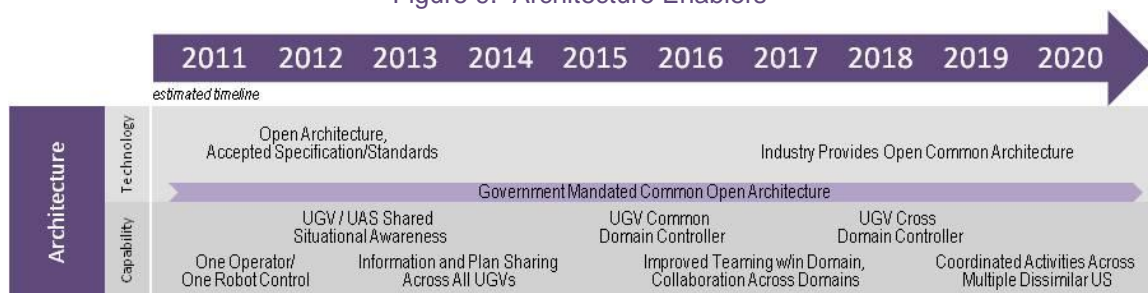 Figure 5: Architecture Enablers
2011 2012 2013 2014 2015 2016 2017 2018 2019 2020
estimated timeline
Architecture
Technology
Open Architecture,
Accepted Specification/Standards
Industry Provides Open Common Architecture
Government Mandated Common Open Architecture
Capability
UGV / UAS Shared
Situational Awareness
UGV Common
Domain Controller
UGV Cross
Domain Controller
One Operator/
One Robot Control
Information and Plan Sharing
Across All UGVs
Improved Teaming w/in Domain,
Collaboration Across Domains
Coordinated Activities Across
Multiple Dissimilar US